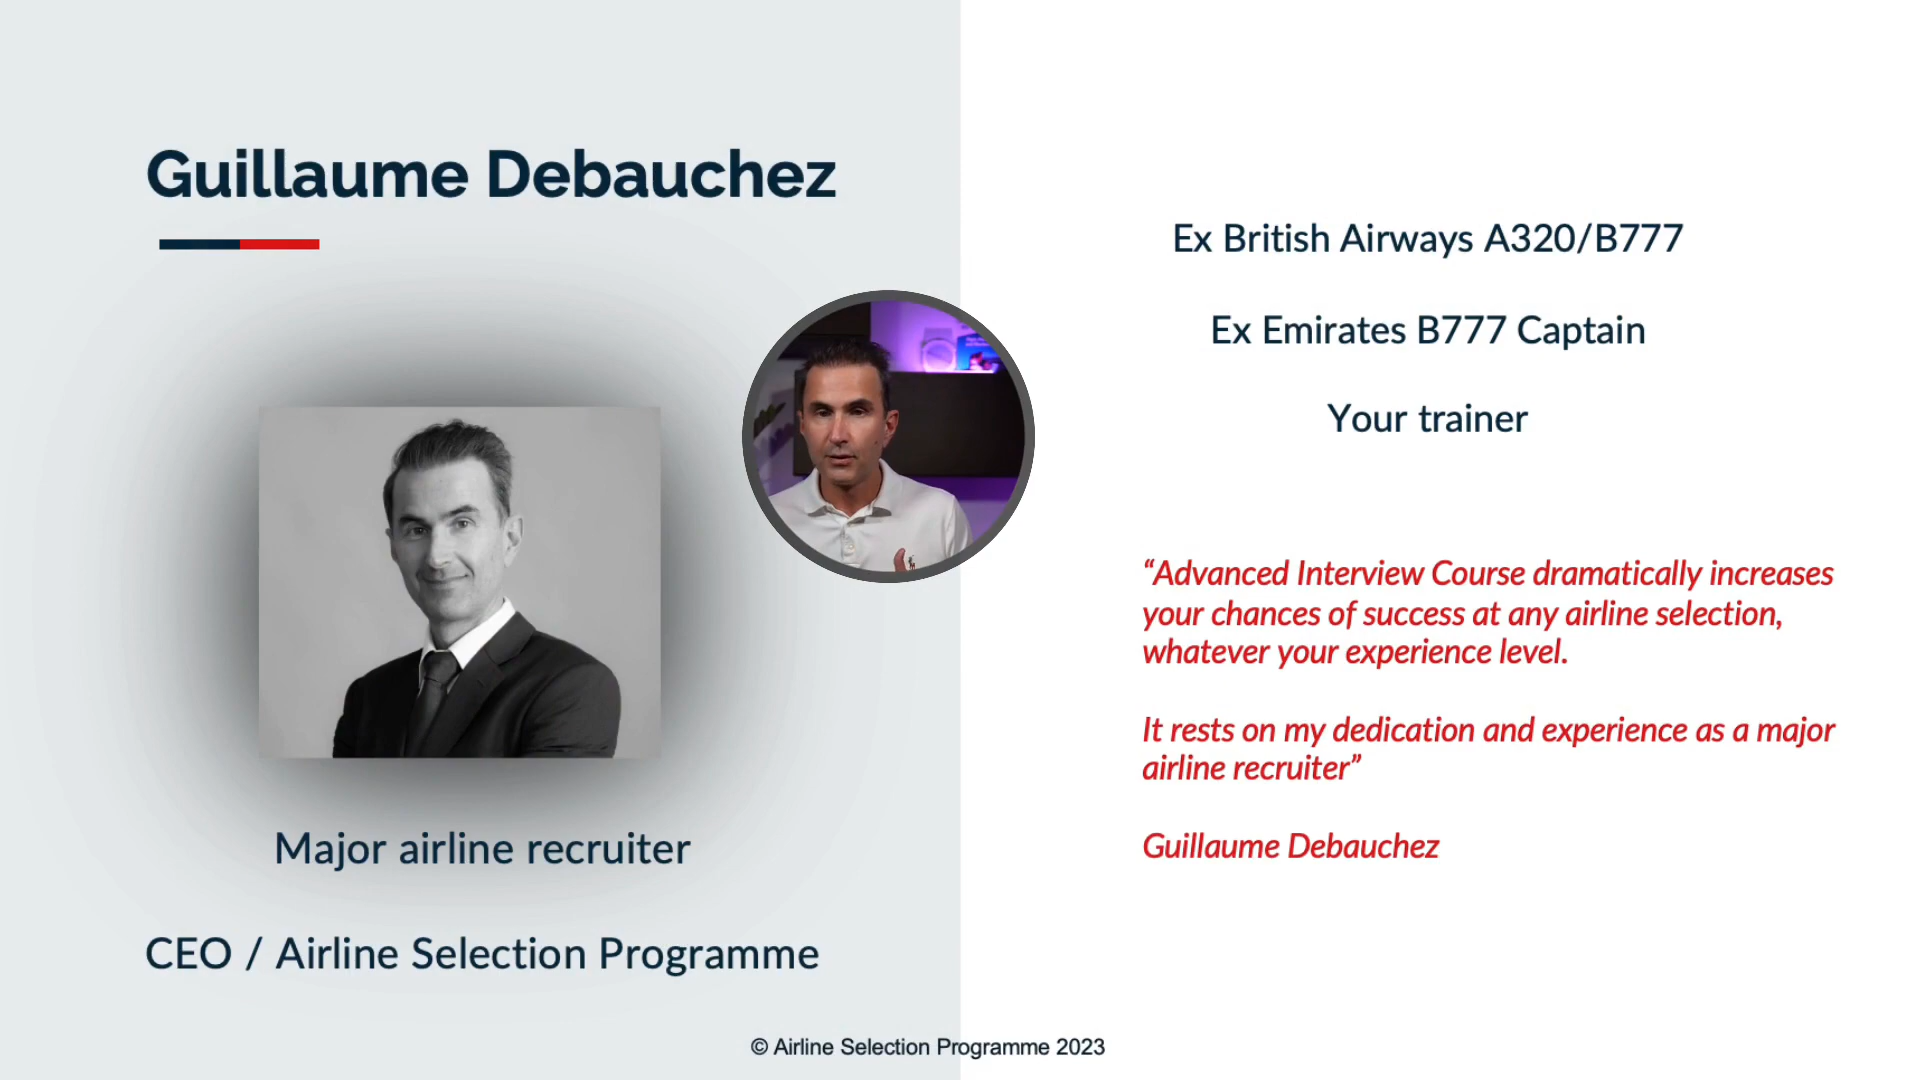 Guillaume Debauchez
Major airline recruiter
CEO / Airline Selection Programme
Ex British Airways A320/B777
Ex Emirates B777 Captain
Your trainer
“Advanced Interview Course dramatically increases
your chances of success at any airline selection,
whatever your experience level.
It rests on my dedication and experience as a major
airline recruiter”
Guillaume Debauchez
© Airline Selection Programme 2023